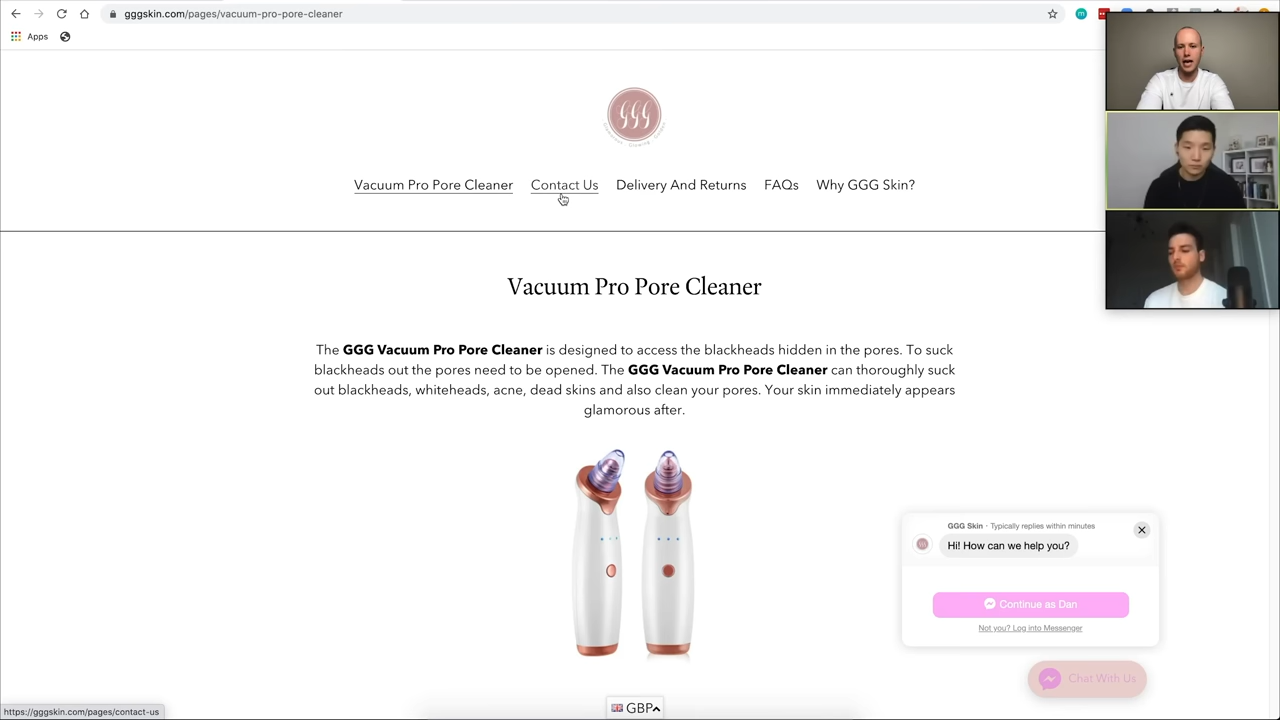 gggskin.com/pages/vacuum-pro-pore-cleaner
Apps
GGG
Vacuum Pro Pore Cleaner
Contact Us
Delivery And Returns
FAQs
Why GGG Skin?
Vacuum Pro Pore Cleaner
The GGG Vacuum Pro Pore Cleaner is designed to access the blackheads hidden in the pores. To suck
blackheads out the pores need to be opened. The GGG Vacuum Pro Pore Cleaner can thoroughly suck
out blackheads, whiteheads, acne, dead skins and also clean your pores. Your skin immediately appears
glamorous after.
GGG Skin · Typically replies within minutes
Hi! How can we help you?
Continue as Dan
Not you? Log into Messenger
Chat With Us
GBP
https://gggskin.com/pages/contact-us